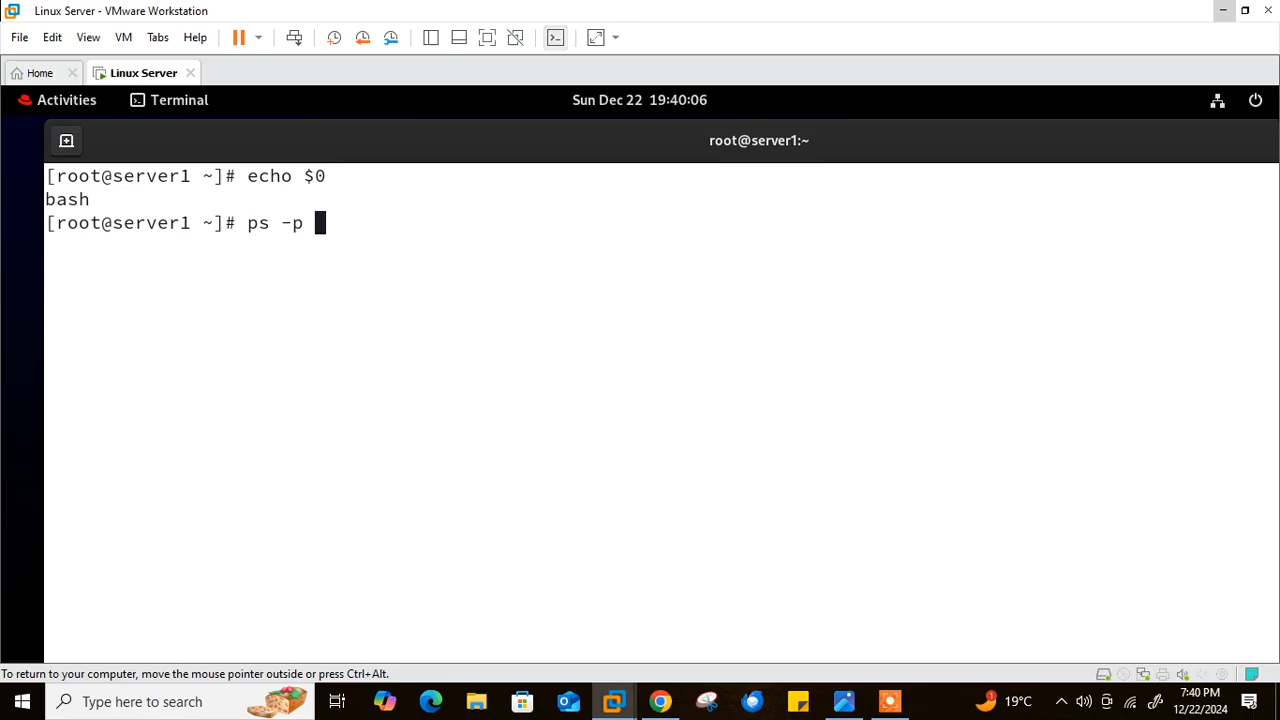 Linux Server - VMware Workstation
File Edit View VM Tabs Help
Home Linux Server
Activities Terminal Sun Dec 22 19:40:06
root@server1:~
[root@server1 ~]# echo $0
bash
[root@server1 ~]# ps -p
To return to your computer, move the mouse pointer outside or press Ctrl+Alt.
Type here to search
1
19°C
7:40 PM
12/22/2024